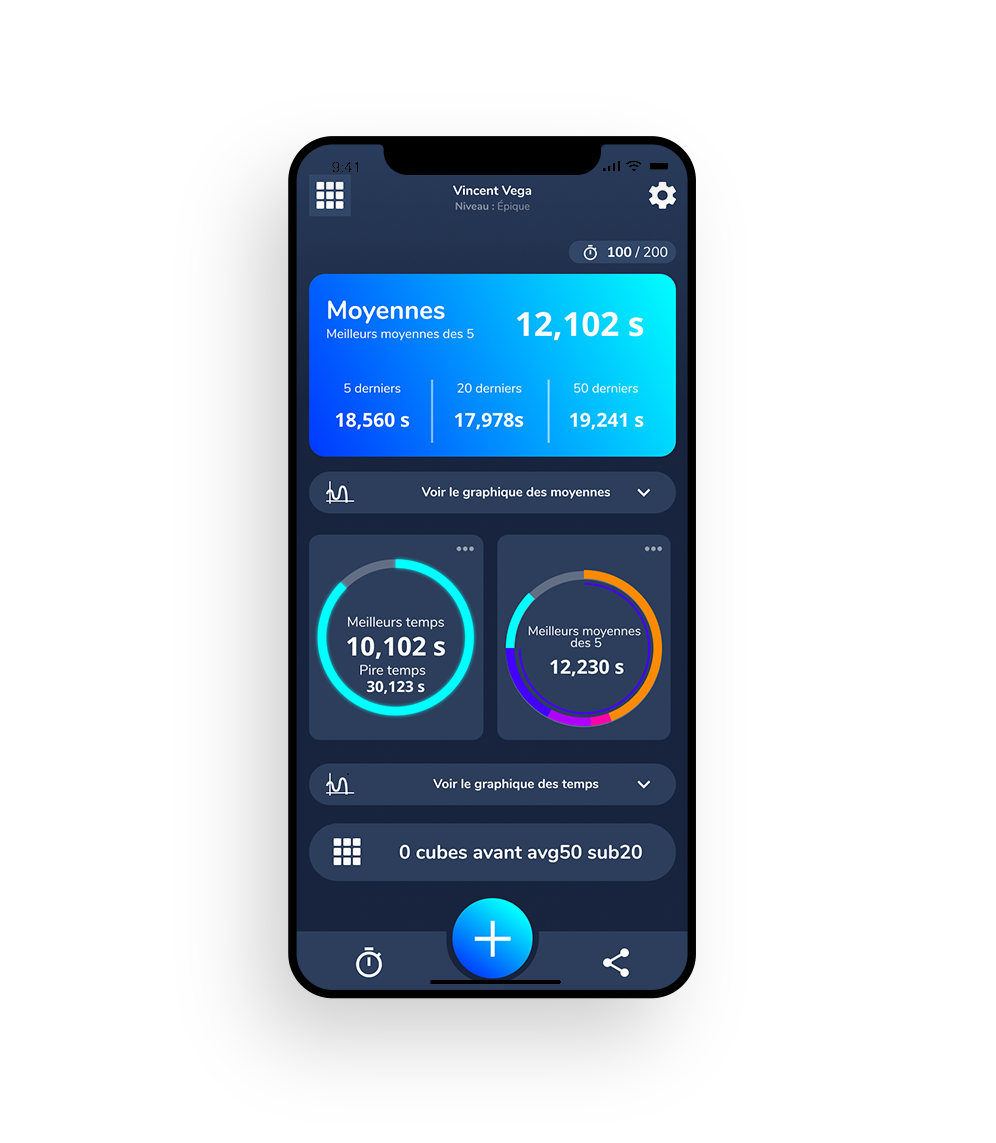 9:41
Vincent Vega
Niveau : Épique
100 / 200
Moyennes
Meilleurs moyennes des 5
12,102 s
5 derniers
20 derniers
50 derniers
18,560 s
17,978s
19,241 s
Voir le graphique des moyennes
Meilleurs temps
10,102 s
Pire temps
30,123 s
Meilleurs moyennes
des 5
12,230 s
Voir le graphique des temps
0 cubes avant avg50 sub20